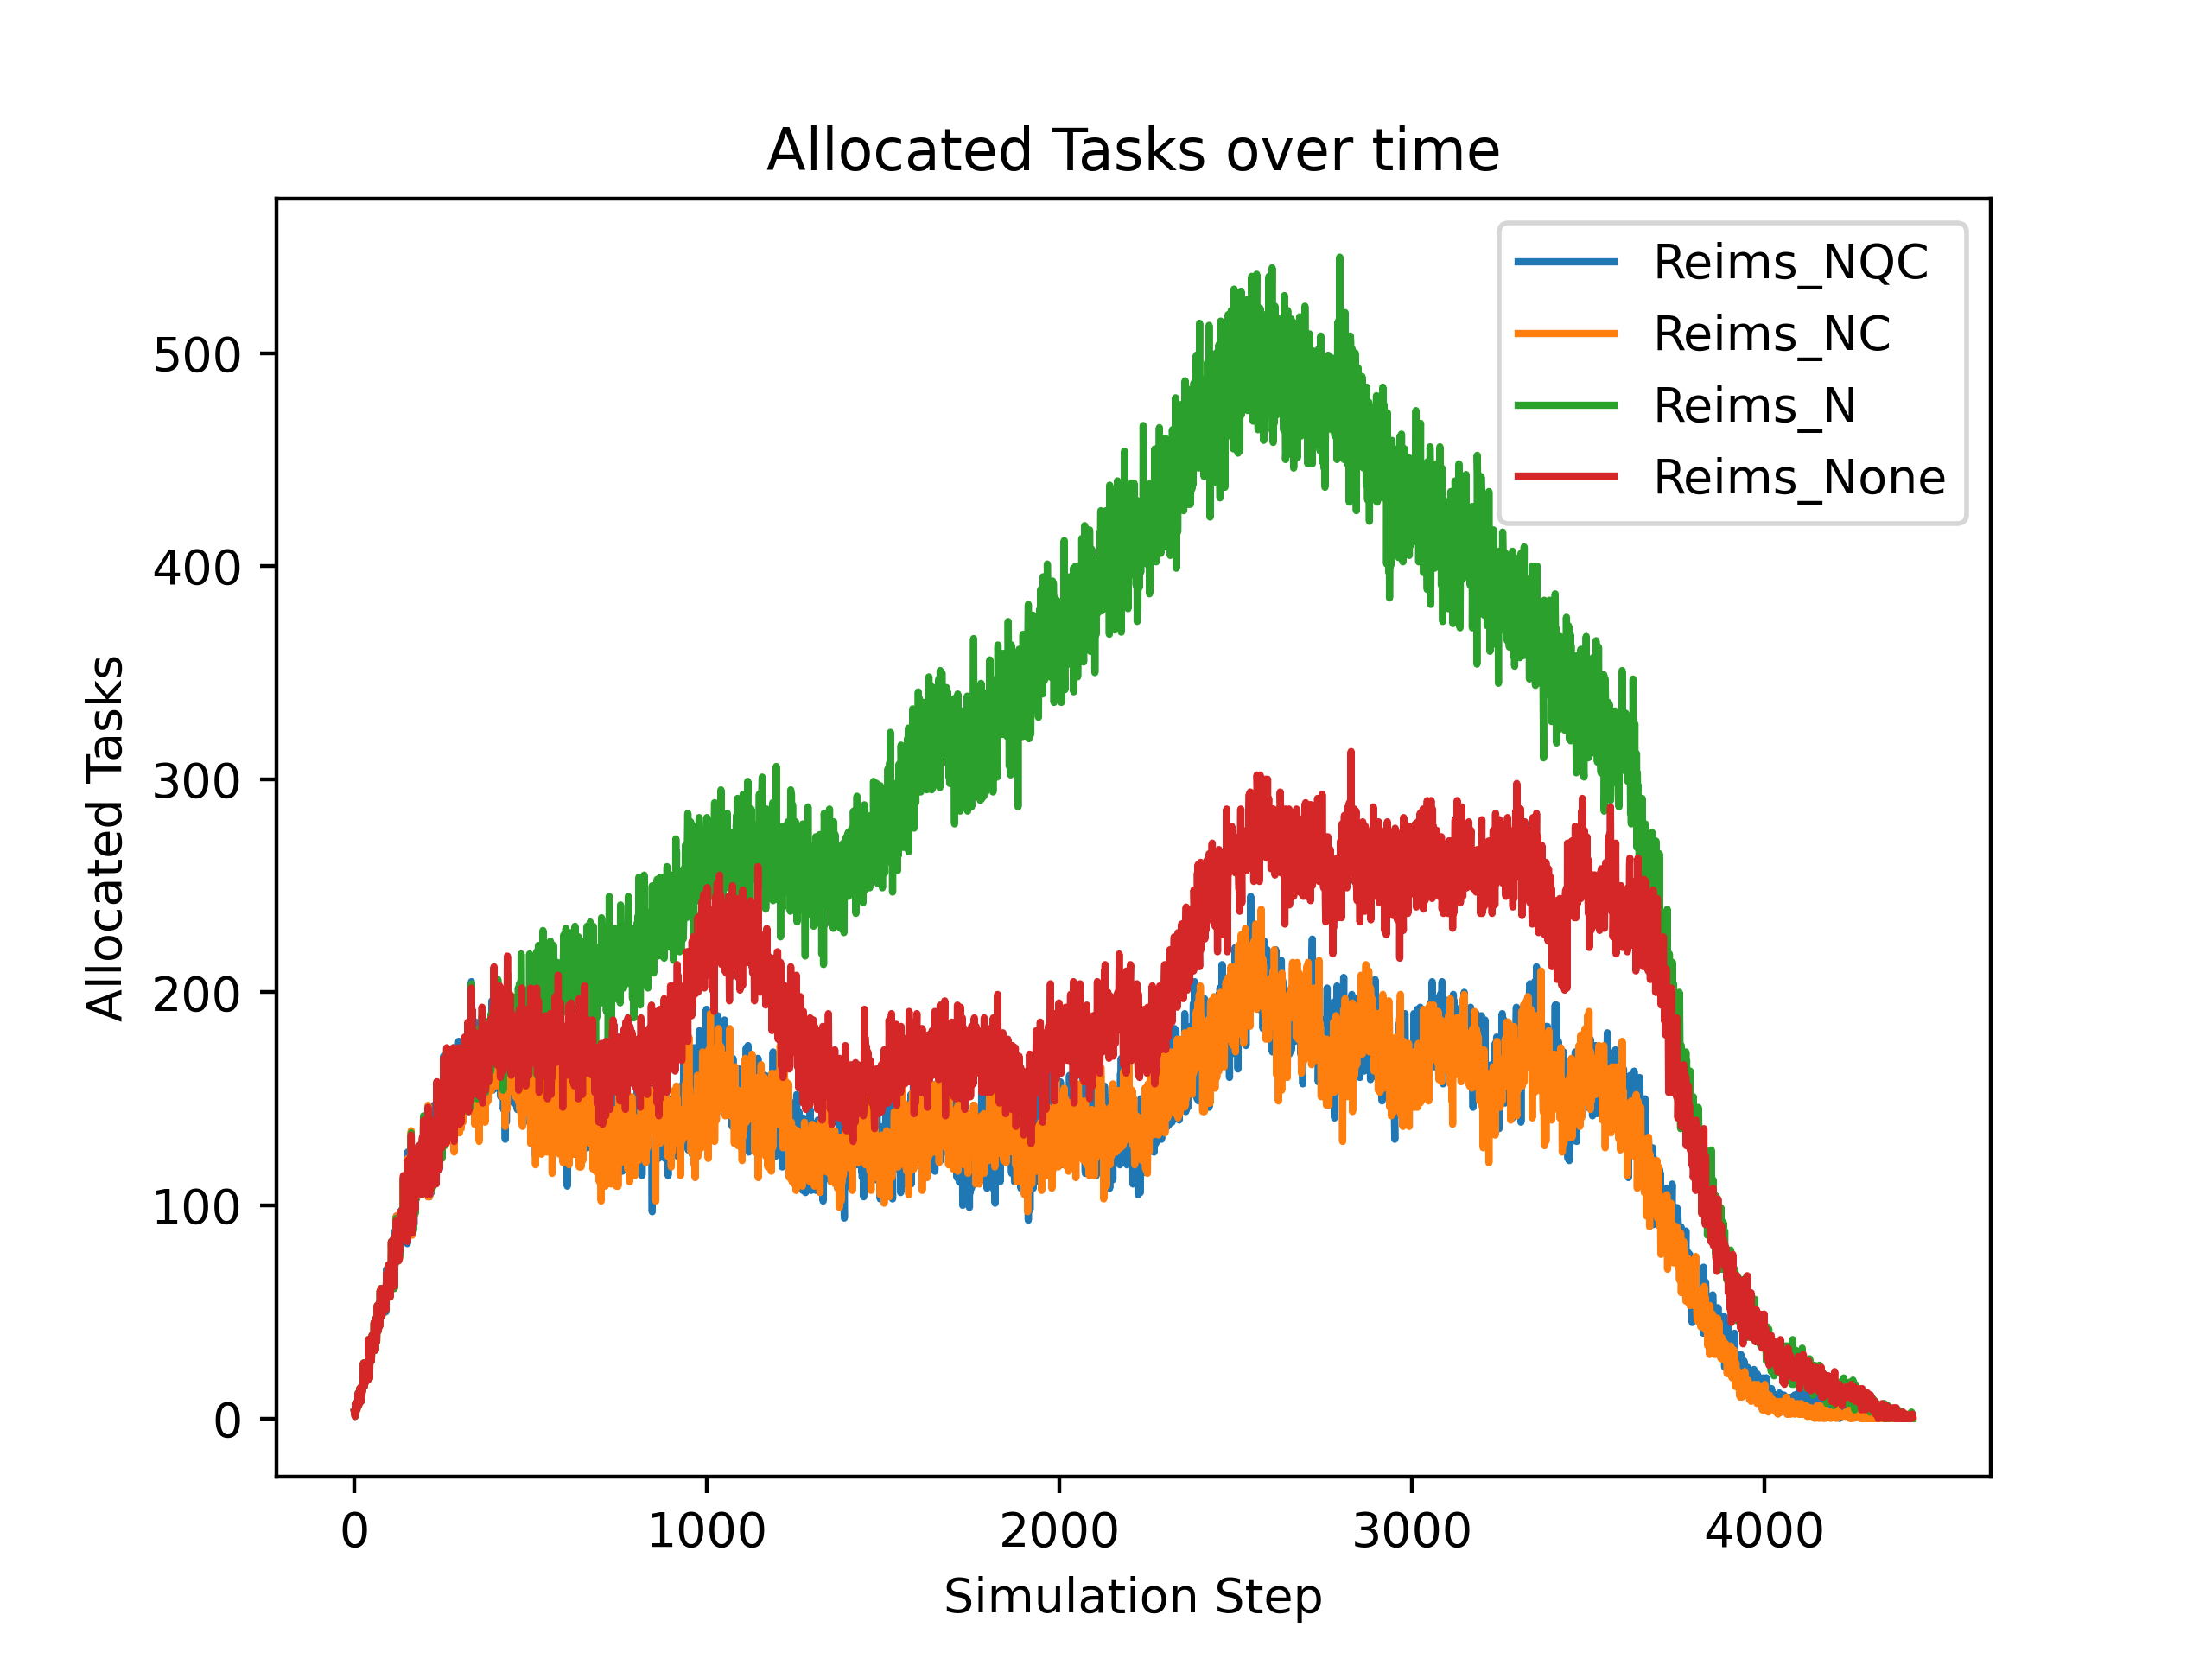 Allocated Tasks over time
Reims_NQC
Reims_NC
Reims_N
Reims_None
500
400
300
200
100
0
Allocated Tasks
0 1000 2000 3000 4000
Simulation Step